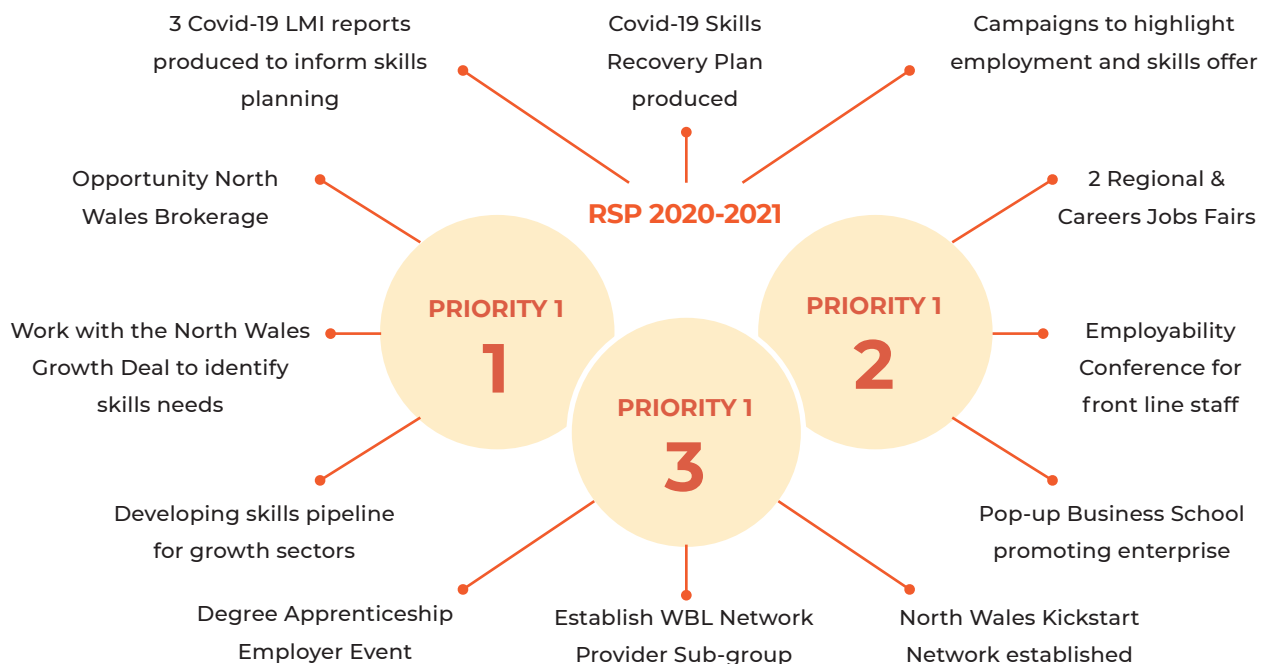 3 Covid-19 LMI reports
produced to inform skills
planning
Covid-19 Skills
Recovery Plan
produced
Campaigns to highlight
employment and skills offer
RSP 2020-2021
Opportunity North
Wales Brokerage
2 Regional &
Careers Jobs Fairs
PRIORITY 1
1
PRIORITY 1
2
PRIORITY 1
3
Work with the North Wales
Growth Deal to identify
skills needs
Employability
Conference for
front line staff
Developing skills pipeline
for growth sectors
Pop-up Business School
promoting enterprise
Degree Apprenticeship
Employer Event
Establish WBL Network
Provider Sub-group
North Wales Kickstart
Network established